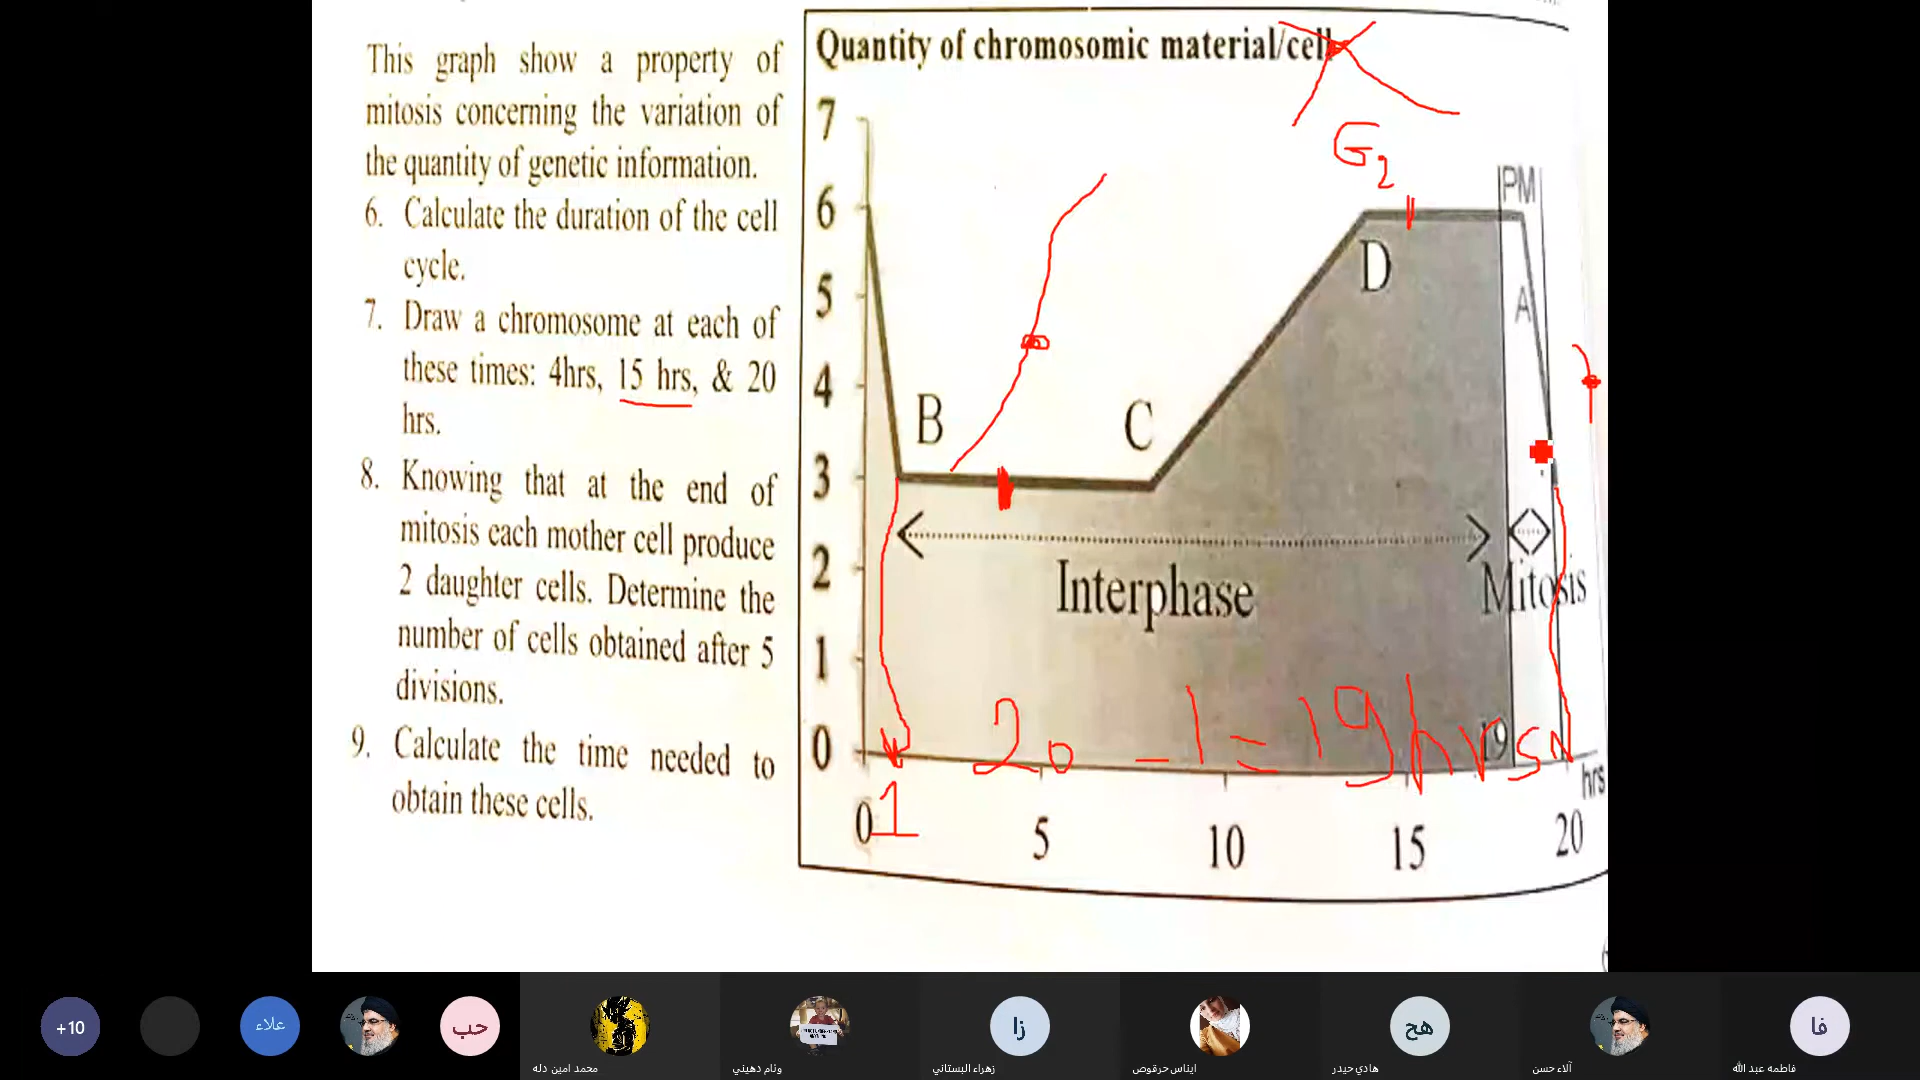 This graph show a property of
mitosis concerning the variation of
the quantity of genetic information.
6. Calculate the duration of the cell
cycle.
7. Draw a chromosome at each of
these times: 4hrs, 15 hrs, & 20
hrs.
8. Knowing that at the end of
mitosis each mother cell produce
2 daughter cells. Determine the
number of cells obtained after 5
divisions.
9. Calculate the time needed to
obtain these cells.
Quantity of chromosomic material/cell
7
6
5
4
3
2
1
0
G2
PM
A
B
C
D
Interphase
Mitosis
20 - 1 = 19 hrs
19
hrs
0
1
5
10
15
20
+10
علاء
حب
زا
هح
فا
محمد امين دله
وئام دهيني
زهراء البستاني
ايناس حرقوص
هادي حيدر
آلاء حسن
فاطمه عبد الله